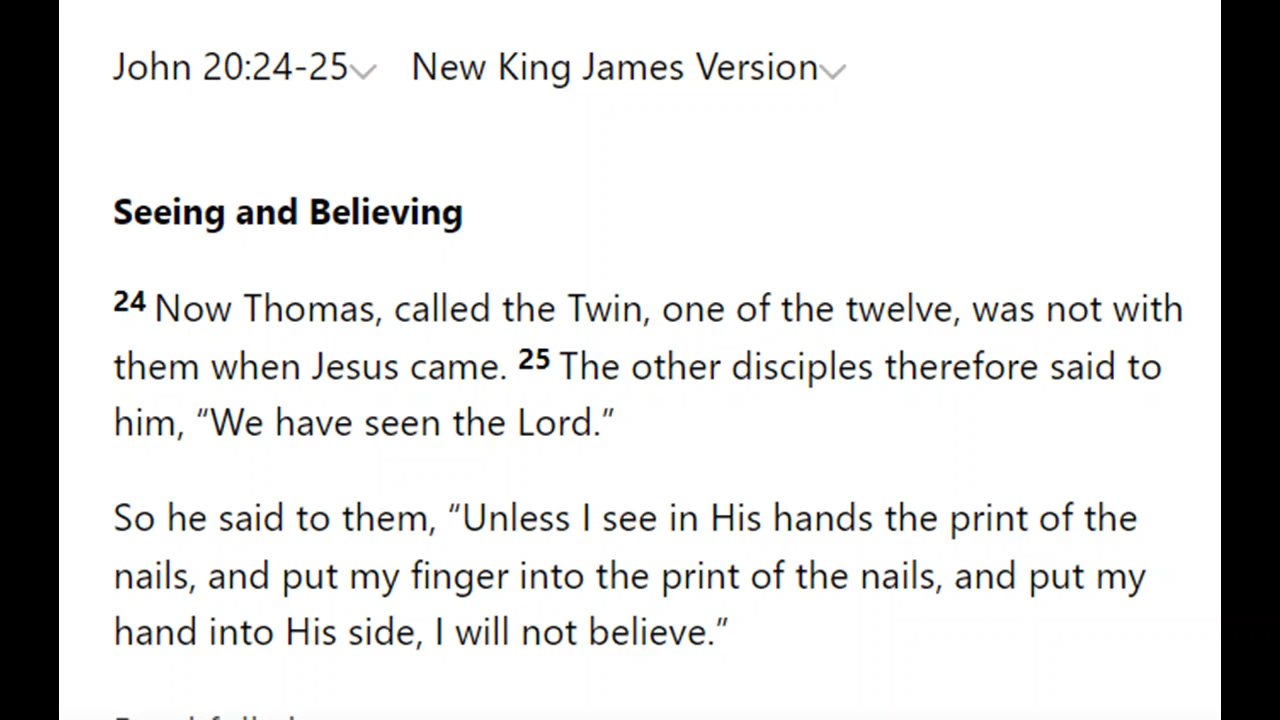 John 20:24-25 New King James Version
Seeing and Believing
24 Now Thomas, called the Twin, one of the twelve, was not with
them when Jesus came. 25 The other disciples therefore said to
him, “We have seen the Lord.”
So he said to them, “Unless I see in His hands the print of the
nails, and put my finger into the print of the nails, and put my
hand into His side, I will not believe.”